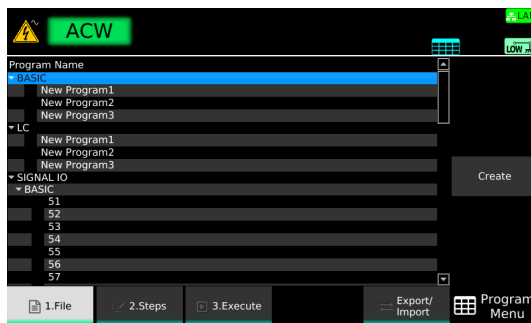 LAN
ACW
LOW
Program Name
BASIC
New Program1
New Program2
New Program3
LC
New Program1
New Program2
New Program3
SIGNAL IO
BASIC
51
52
53
54
55
56
57
Create
1.File
2.Steps
3.Execute
Export/
Import
Program
Menu